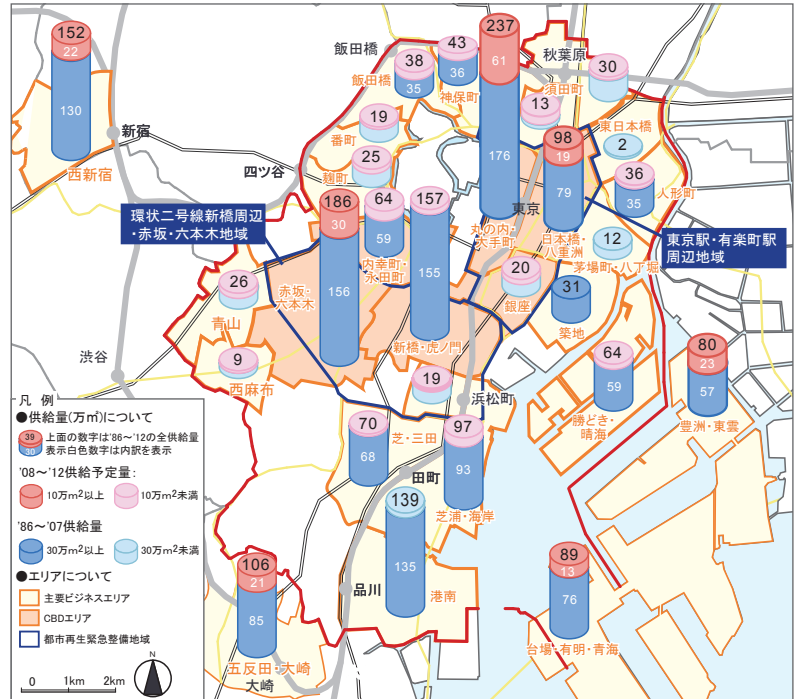 152
22
130
新宿
西新宿
飯田橋
38
35
飯田橋
43
36
神保町
237
61
176
丸の内・
大手町
秋葉原
30
須田町
13
東日本橋
2
98
19
79
日本橋・
八重洲
36
35
人形町
19
番町
25
麹町
四ツ谷
環状二号線新橋周辺
・赤坂・六本木地域
186
30
156
赤坂・
六本木
64
59
内幸町・
永田町
157
155
新橋・虎ノ門
東京
20
銀座
東京駅・有楽町駅
周辺地域
12
茅場町・八丁堀
31
築地
26
青山
渋谷
9
西麻布
19
浜松町
64
59
勝どき・
晴海
80
23
57
豊洲・東雲
70
68
芝・三田
97
93
芝浦・海岸
田町
139
135
港南
品川
106
21
85
五反田・大崎
大崎
89
13
76
台場・有明・青海
凡 例
●供給量(万㎡)について
39
30
上面の数字は'86～'12の全供給量
表示白色数字は内訳を表示
'08～'12供給予定量:
10万m²以上
10万m²未満
'86～'07供給量
30万m²以上
30万m²未満
●エリアについて
主要ビジネスエリア
CBDエリア
都市再生緊急整備地域
0 1km 2km
N